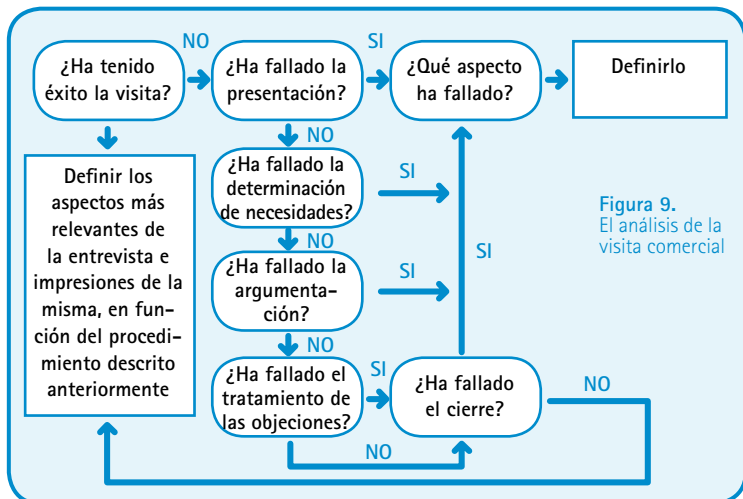 NO
SI
¿Ha tenido
éxito la visita?
¿Ha fallado la
presentación?
¿Qué aspecto
ha fallado?
Definirlo
NO
Definir los
aspectos más
relevantes de
la entrevista e
impresiones de la
misma, en fun-
ción del procedi-
miento descrito
anteriormente
¿Ha fallado la
determinación
de necesidades?
SI
Figura 9.
El análisis de la
visita comercial
NO
SI
¿Ha fallado la
argumenta-
ción?
SI
NO
¿Ha fallado el
tratamiento de
las objeciones?
SI
¿Ha fallado
el cierre?
NO
NO